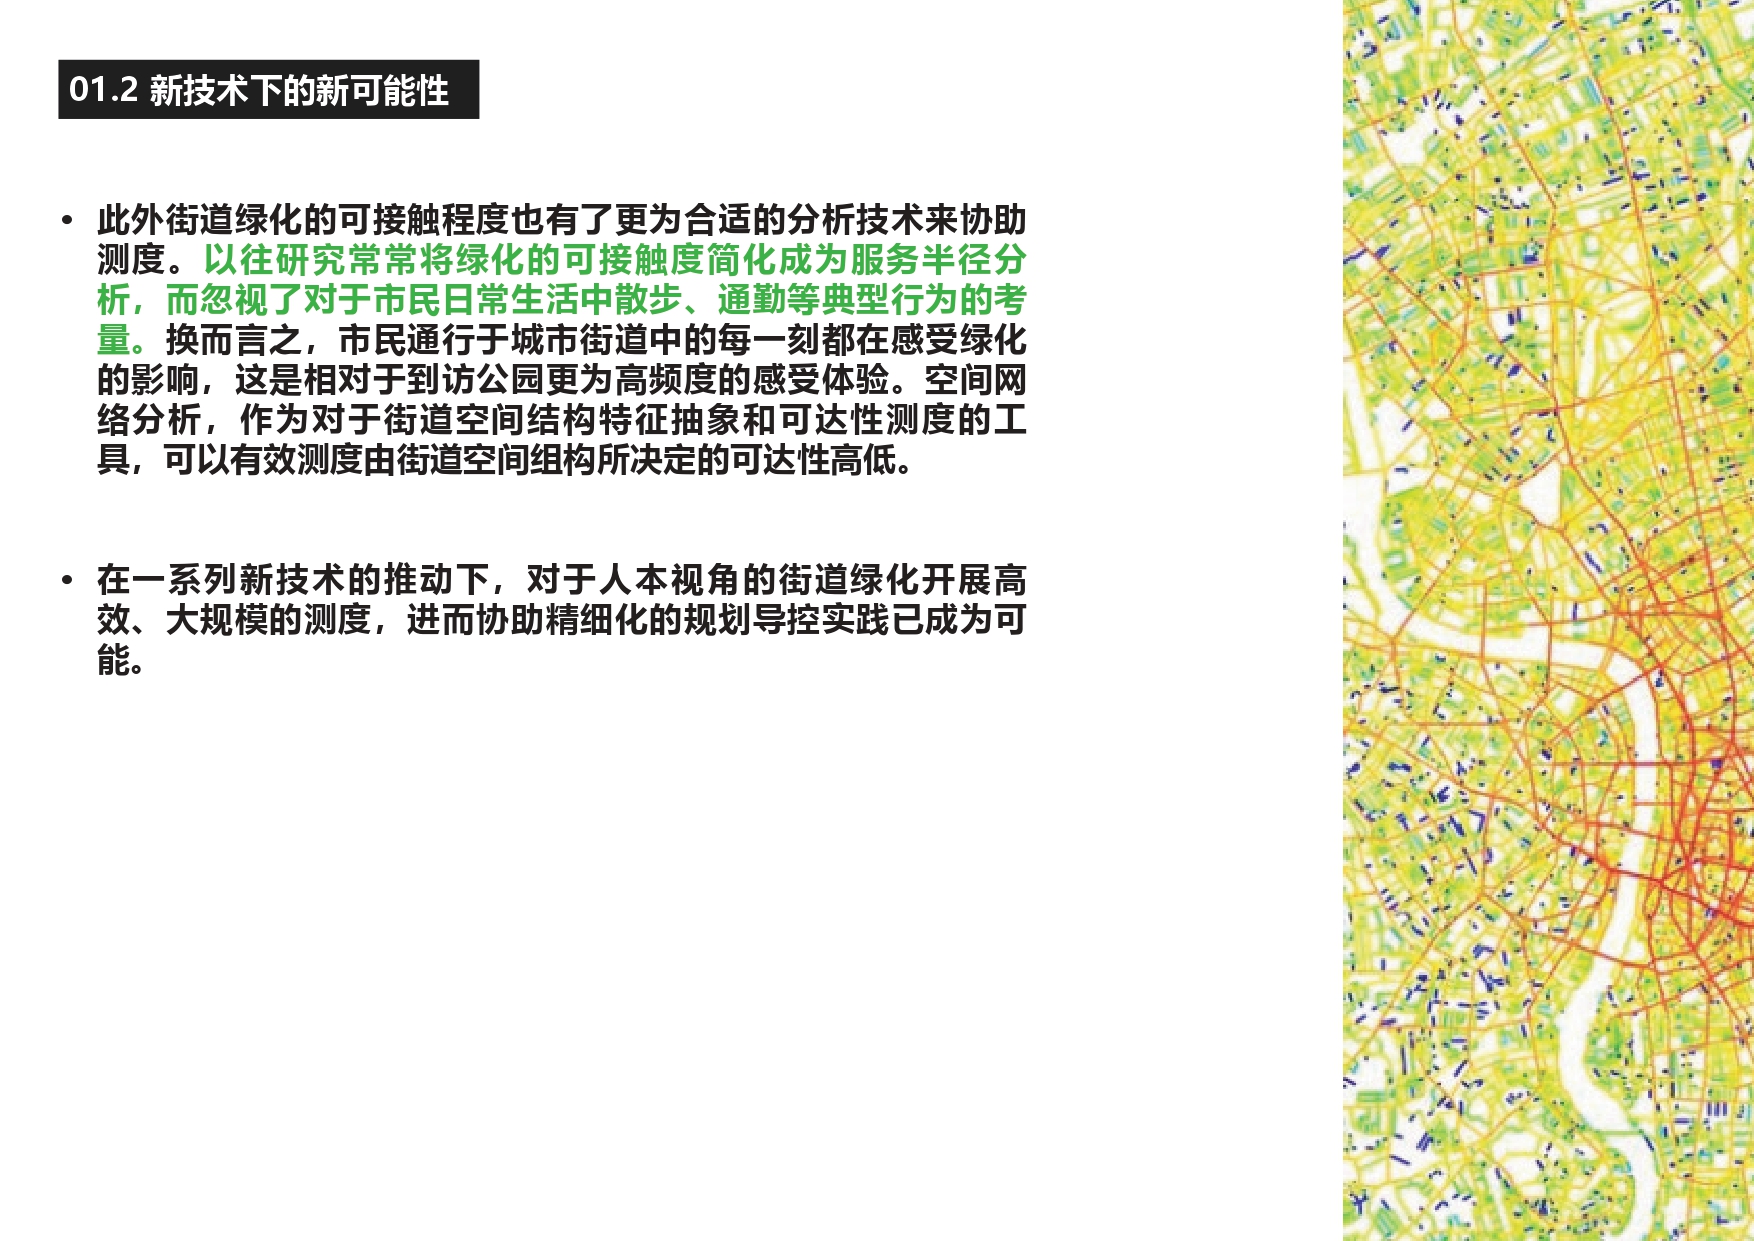 01.2 新技术下的新可能性
• 此外街道绿化的可接触程度也有了更为合适的分析技术来协助
测度。以往研究常常将绿化的可接触度简化成为服务半径分
析，而忽视了对于市民日常生活中散步、通勤等典型行为的考
量。换而言之，市民通行于城市街道中的每一刻都在感受绿化
的影响，这是相对于到访公园更为高频度的感受体验。空间网
络分析，作为对于街道空间结构特征抽象和可达性测度的工
具，可以有效测度由街道空间组构所决定的可达性高低。
• 在一系列新技术的推动下，对于人本视角的街道绿化开展高
效、大规模的测度，进而协助精细化的规划导控实践已成为可
能。